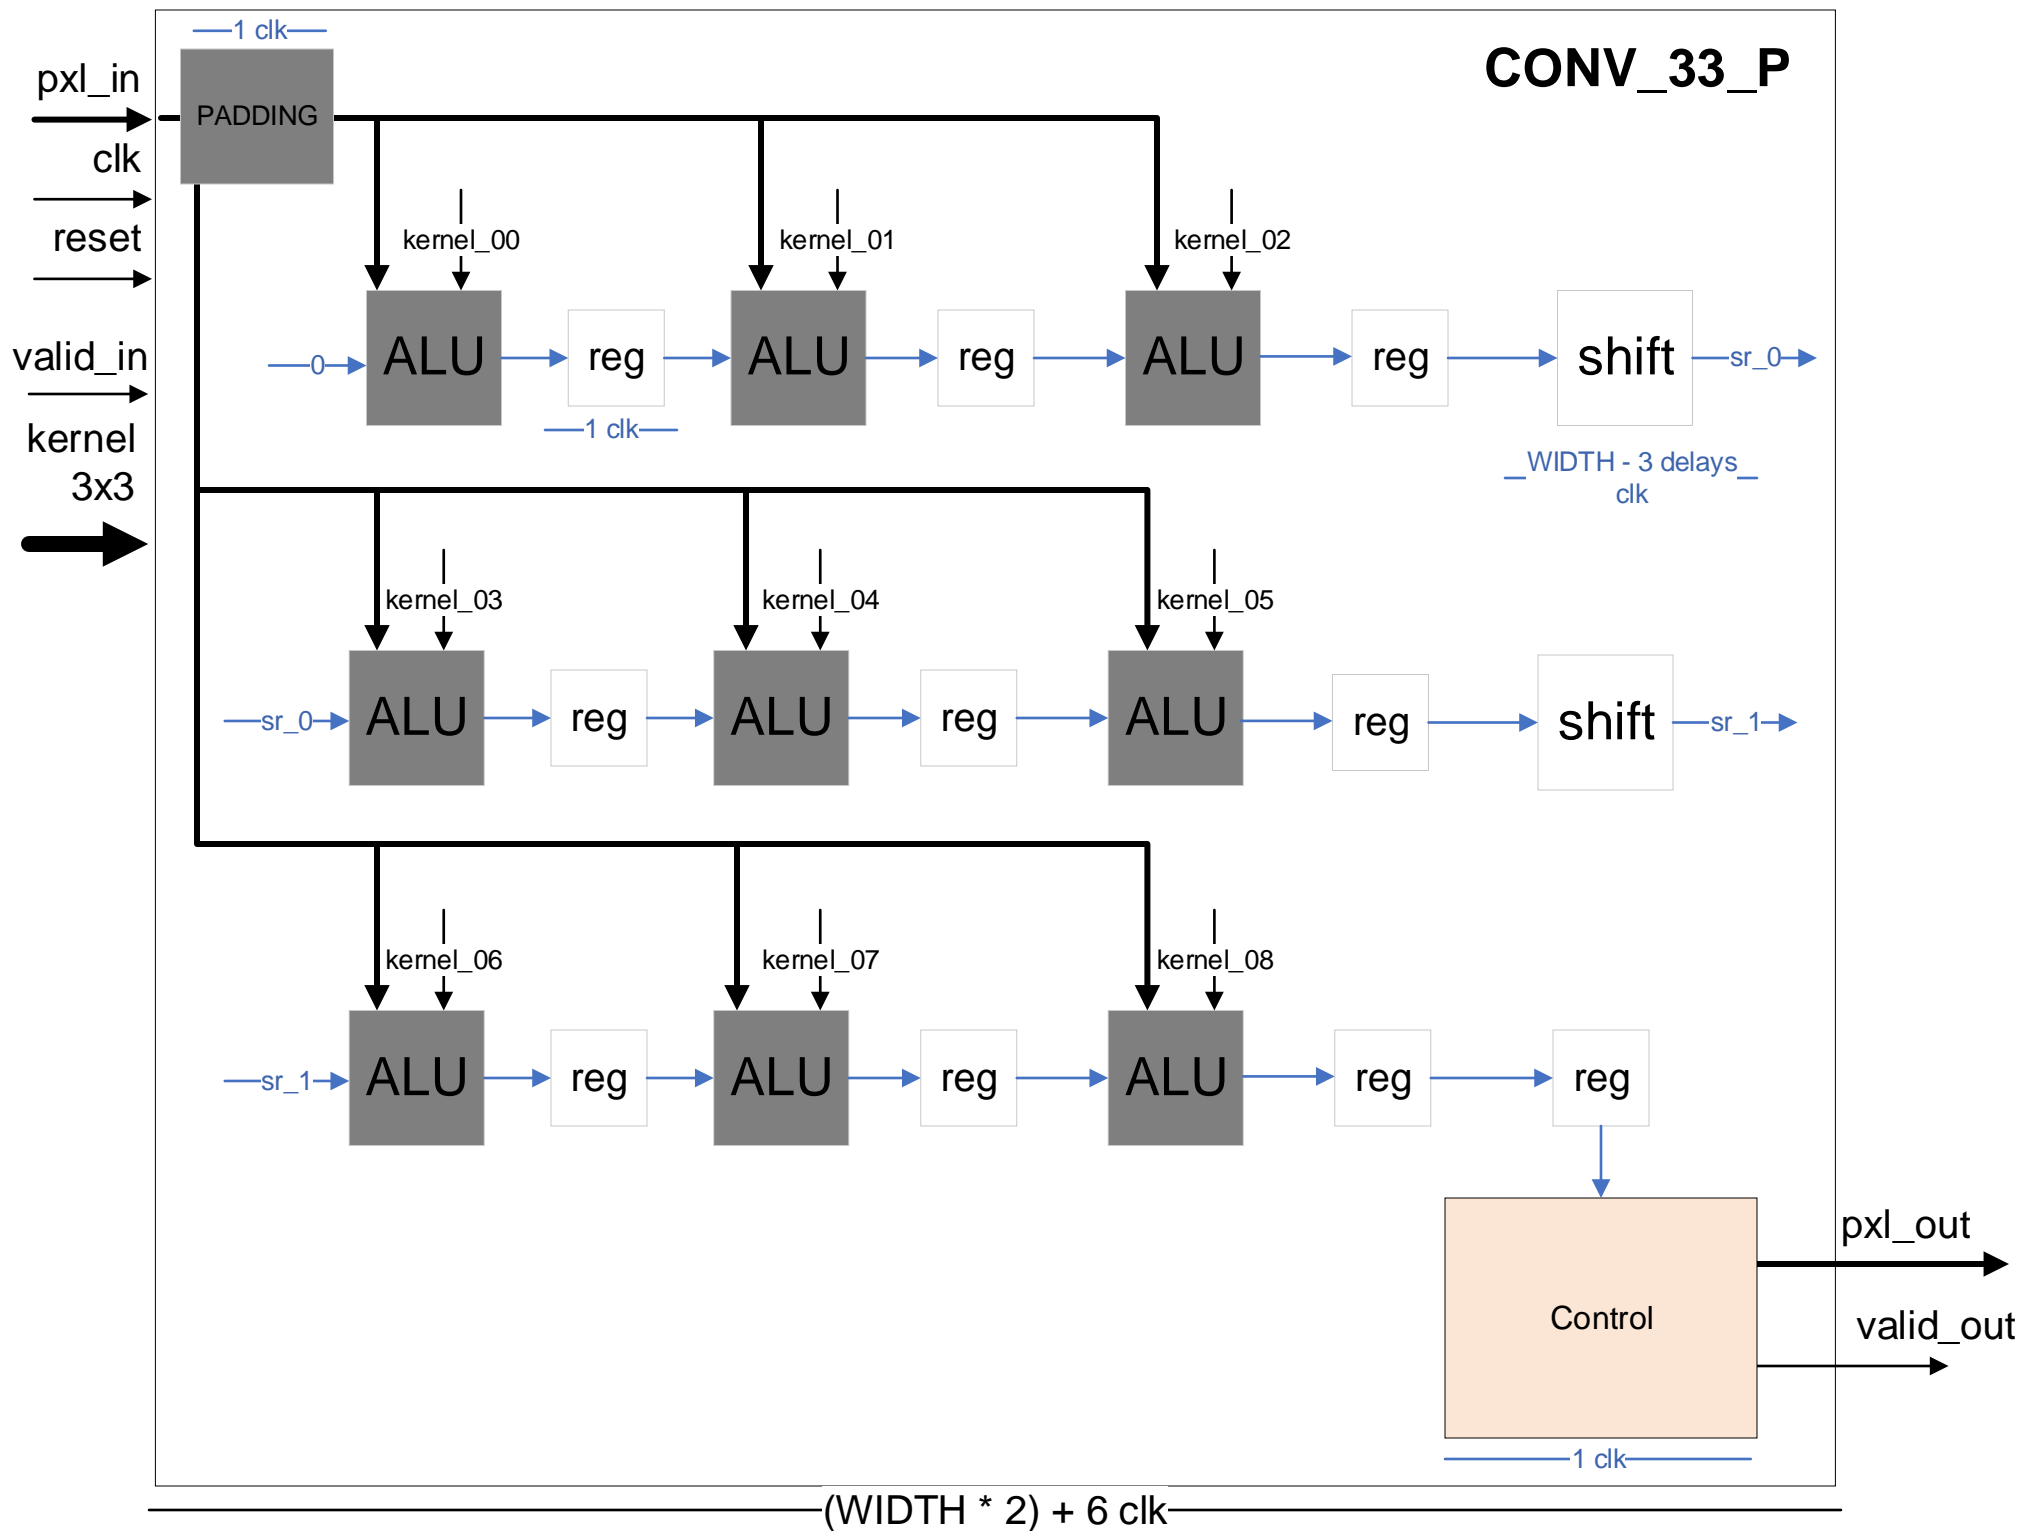 1 clk
CONV_33_P
pxl_in
PADDING
clk
reset
kernel_00
kernel_01
kernel_02
valid_in
0
ALU
reg
ALU
reg
ALU
reg
shift
sr_0
1 clk
kernel
3x3
WIDTH - 3 delays
clk
kernel_03
kernel_04
kernel_05
sr_0
ALU
reg
ALU
reg
ALU
reg
shift
sr_1
kernel_06
kernel_07
kernel_08
sr_1
ALU
reg
ALU
reg
ALU
reg
reg
pxl_out
Control
valid_out
1 clk
(WIDTH * 2) + 6 clk